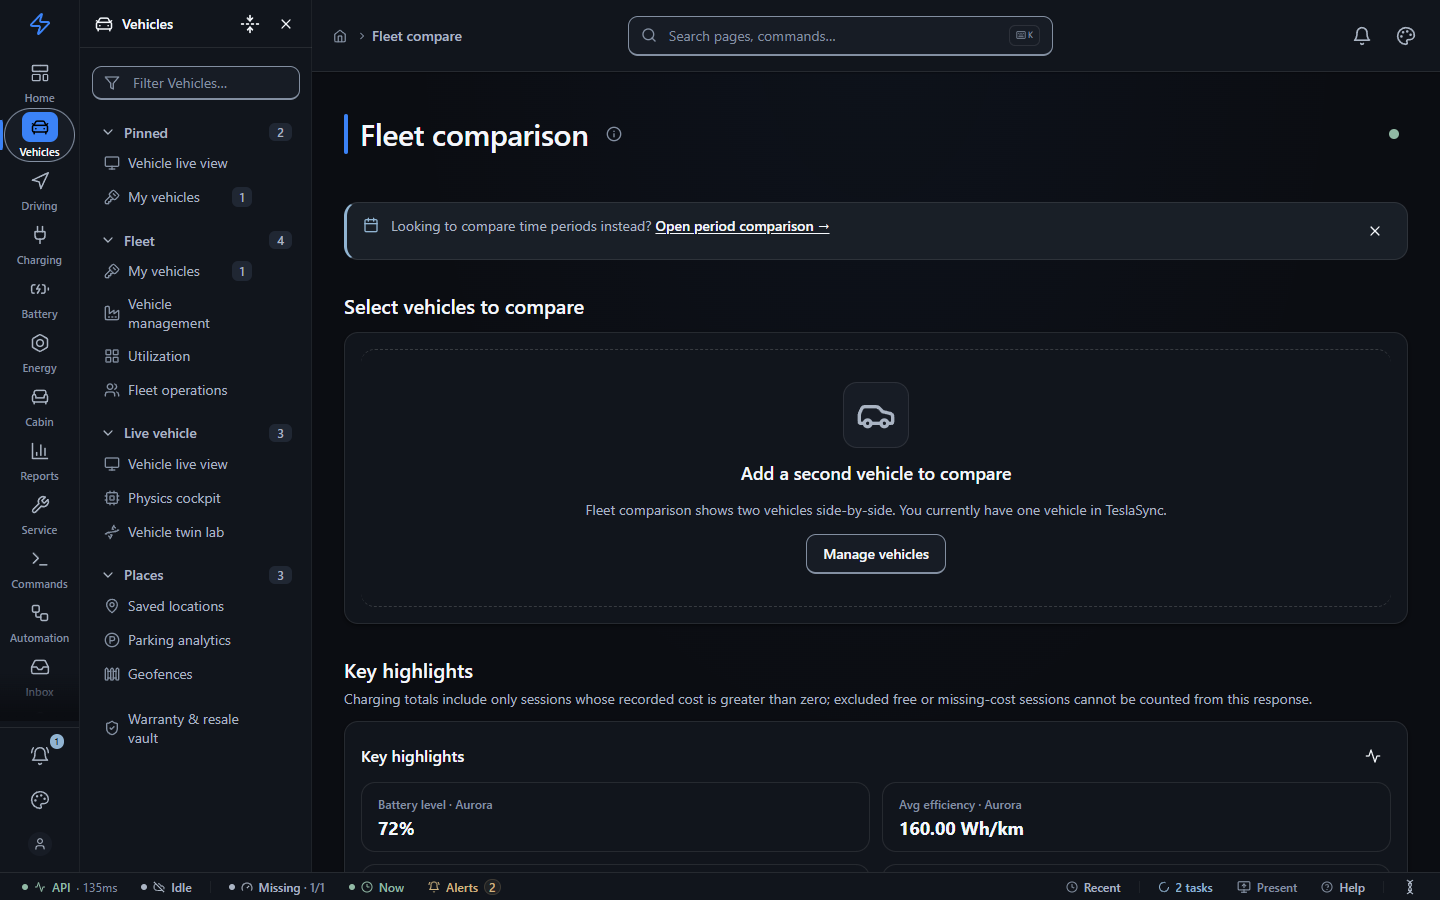 Home
Vehicles
Driving
Charging
Battery
Energy
Cabin
Reports
Service
Commands
Automation
Inbox
1
Vehicles
Filter Vehicles...
Pinned 2
Vehicle live view
My vehicles 1
Fleet 4
My vehicles 1
Vehicle
management
Utilization
Fleet operations
Live vehicle 3
Vehicle live view
Physics cockpit
Vehicle twin lab
Places 3
Saved locations
Parking analytics
Geofences
Warranty & resale
vault
Fleet compare
Search pages, commands... K
Fleet comparison
Looking to compare time periods instead? Open period comparison →
Select vehicles to compare
Add a second vehicle to compare
Fleet comparison shows two vehicles side-by-side. You currently have one vehicle in TeslaSync.
Manage vehicles
Key highlights
Charging totals include only sessions whose recorded cost is greater than zero; excluded free or missing-cost sessions cannot be counted from this response.
Key highlights
Battery level · Aurora
72%
Avg efficiency · Aurora
160.00 Wh/km
API · 135ms Idle Missing · 1/1 Now Alerts 2 Recent 2 tasks Present Help